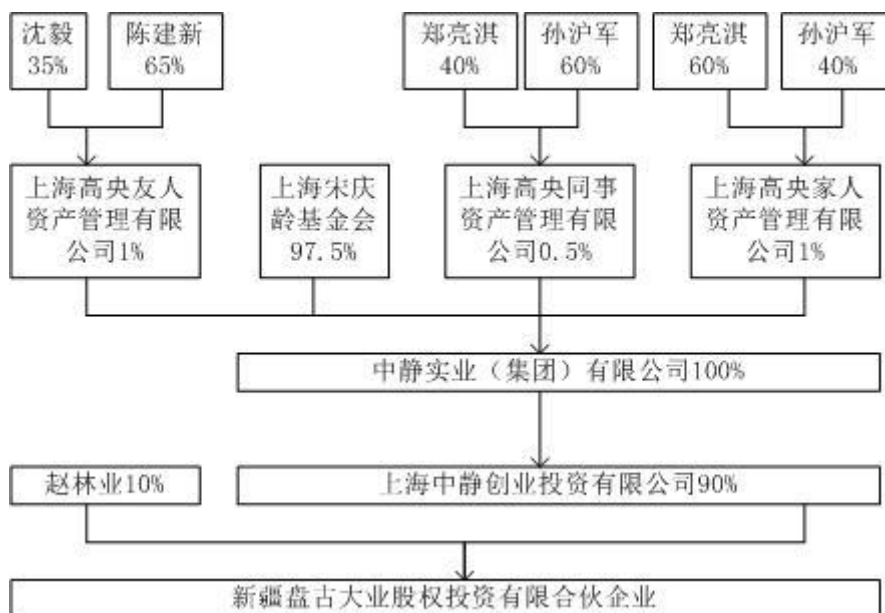 沈毅
35%
陈建新
65%
郑亮淇
40%
孙沪军
60%
郑亮淇
60%
孙沪军
40%
上海高央友人
资产管理有限
公司1%
上海宋庆
龄基金会
97.5%
上海高央同事
资产管理有限
公司0.5%
上海高央家人
资产管理有限
公司1%
中静实业（集团）有限公司100%
赵林业10%
上海中静创业投资有限公司90%
新疆盘古大业股权投资有限合伙企业